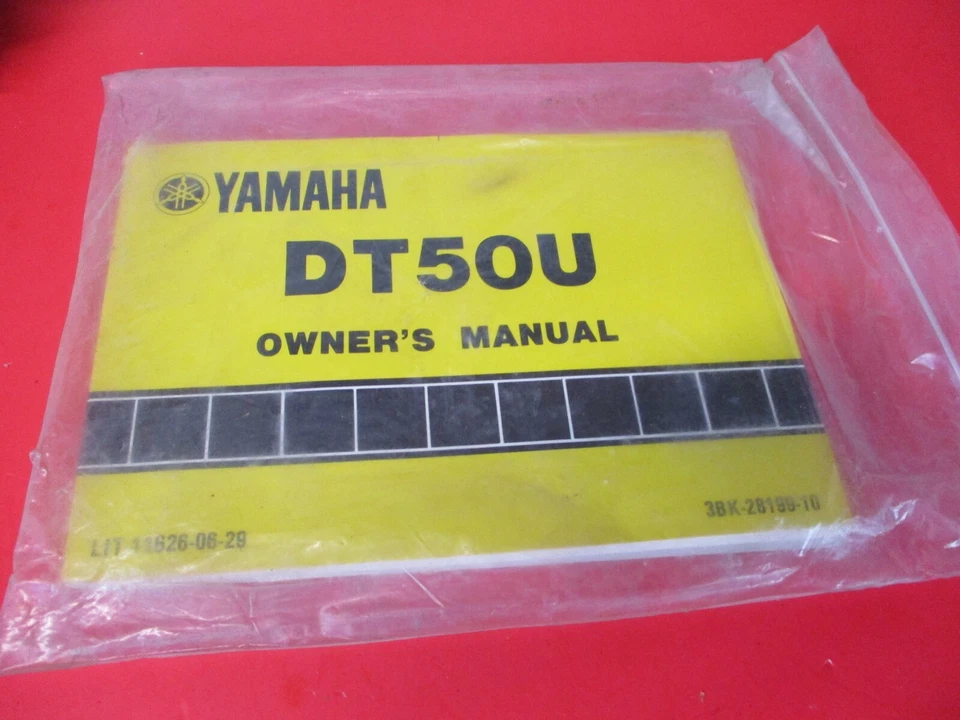 YAMAHA
DT50U
OWNER'S MANUAL
3BK-28199-10
LIT 11626-06-29